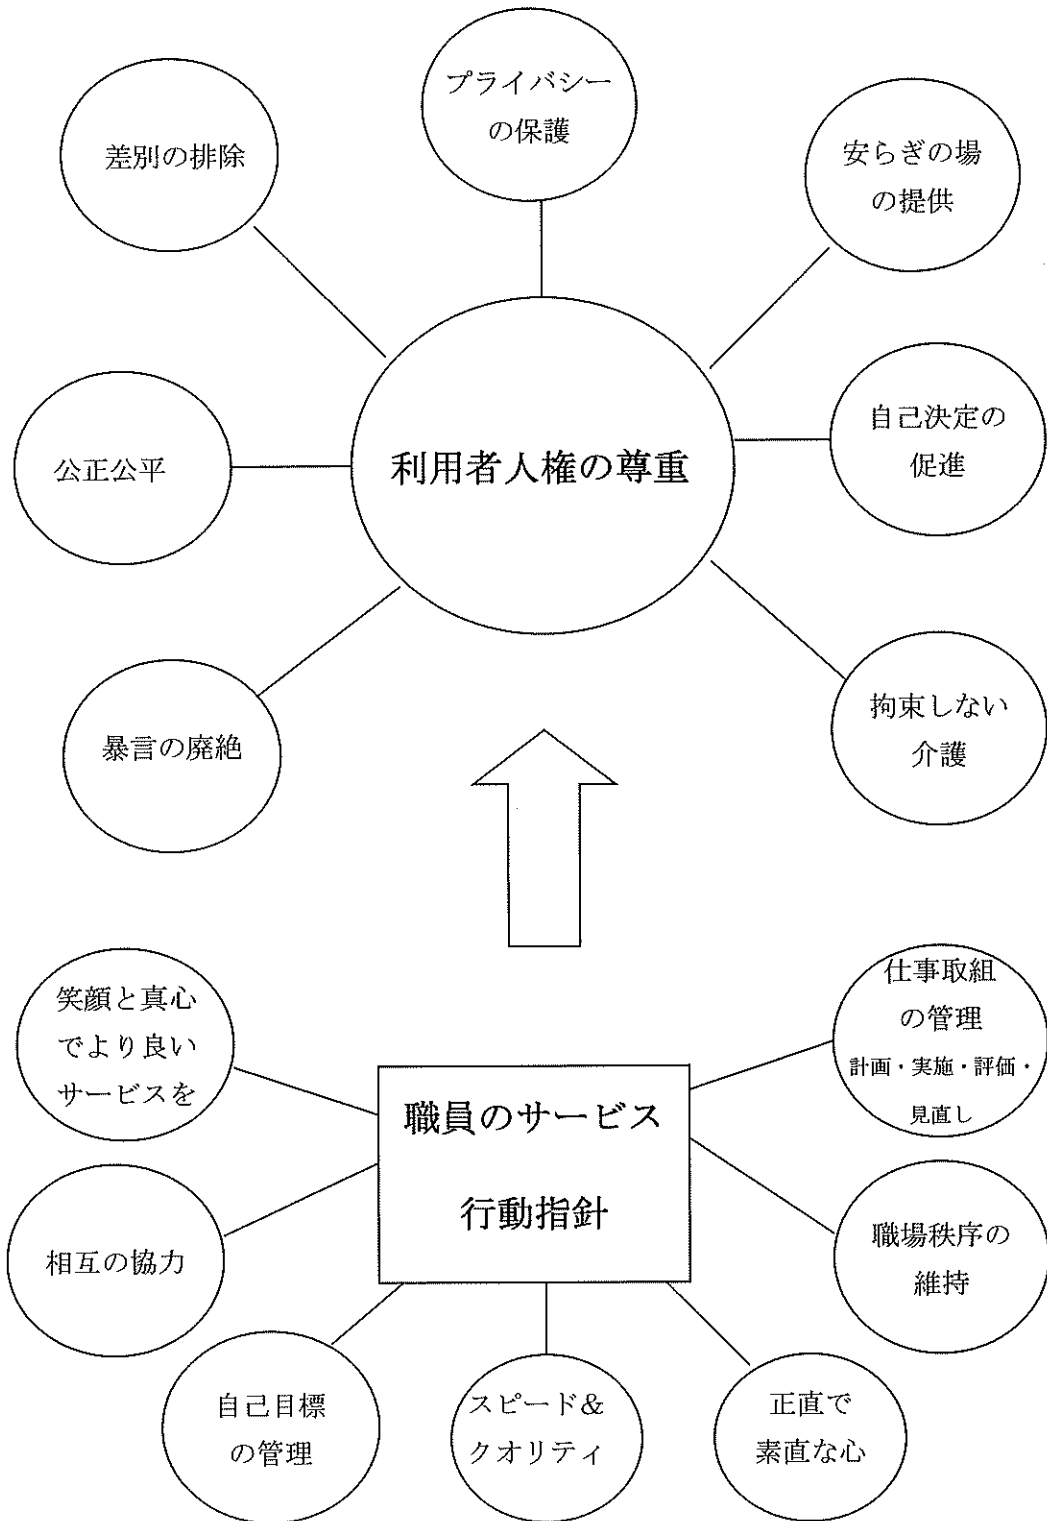 プライバシー
の保護
差別の排除
安らぎの場
の提供
自己決定の
促進
公正公平
利用者人権の尊重
拘束しない
介護
暴言の廃絶
笑顔と真心
でより良い
サービスを
仕事取組
の管理
計画・実施・評価・
見直し
職員のサービス
行動指針
相互の協力
職場秩序の
維持
自己目標
の管理
スピード&
クオリティ
正直で
素直な心